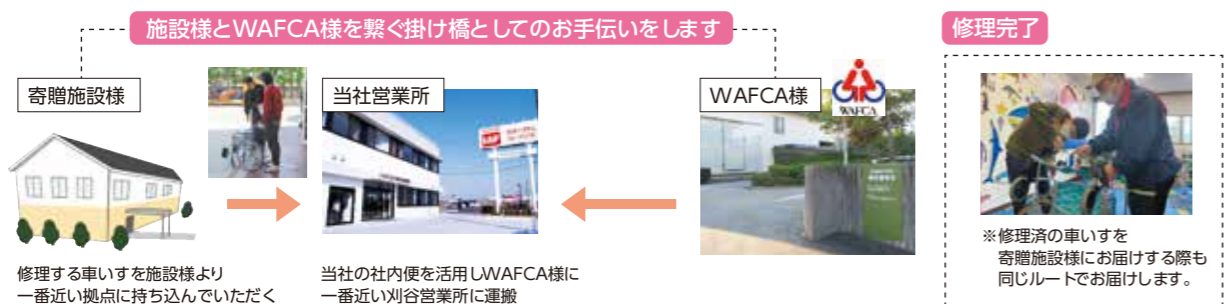 施設様とWAFCA様を繋ぐ掛け橋としてのお手伝いをします
修理完了
寄贈施設様
当社営業所
WAFCA様
WAFCA
修理する車いすを施設様より
一番近い拠点に持ち込んでいただく
当社の社内便を活用しWAFCA様に
一番近い刈谷営業所に運搬
※修理済の車いすを
寄贈施設様にお届けする際も
同じルートでお届けします。